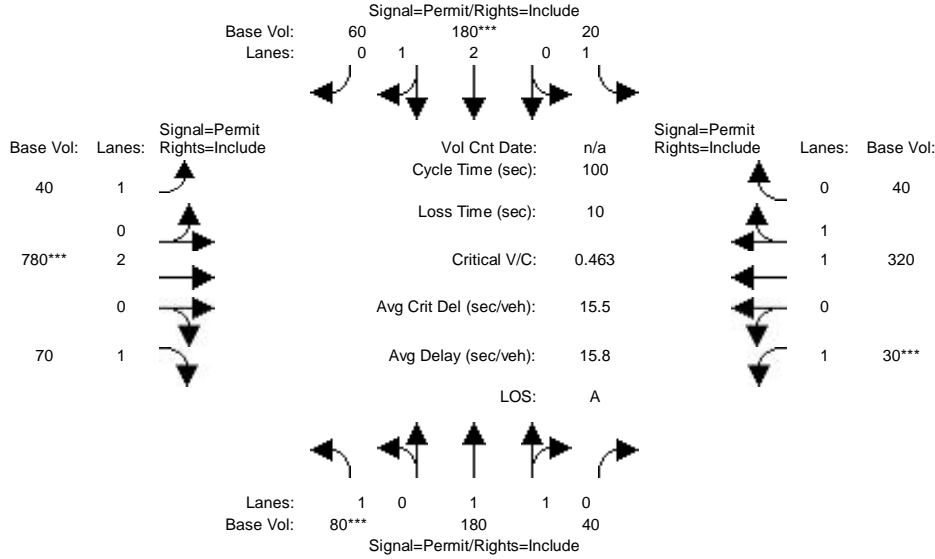 Signal=Permit/Rights=Include
Base Vol: 60 180*** 20
Lanes: 0 1 2 0 1
Signal=Permit
Rights=Include
Base Vol: Lanes:
40 1
0
780*** 2
0
70 1
Vol Cnt Date: n/a
Cycle Time (sec): 100
Loss Time (sec): 10
Critical V/C: 0.463
Avg Crit Del (sec/veh): 15.5
Avg Delay (sec/veh): 15.8
LOS: A
Signal=Permit
Rights=Include
Lanes: Base Vol:
0 40
1
1 320
0
1 30***
Lanes: 1 0 1 1 0
Base Vol: 80*** 180 40
Signal=Permit/Rights=Include